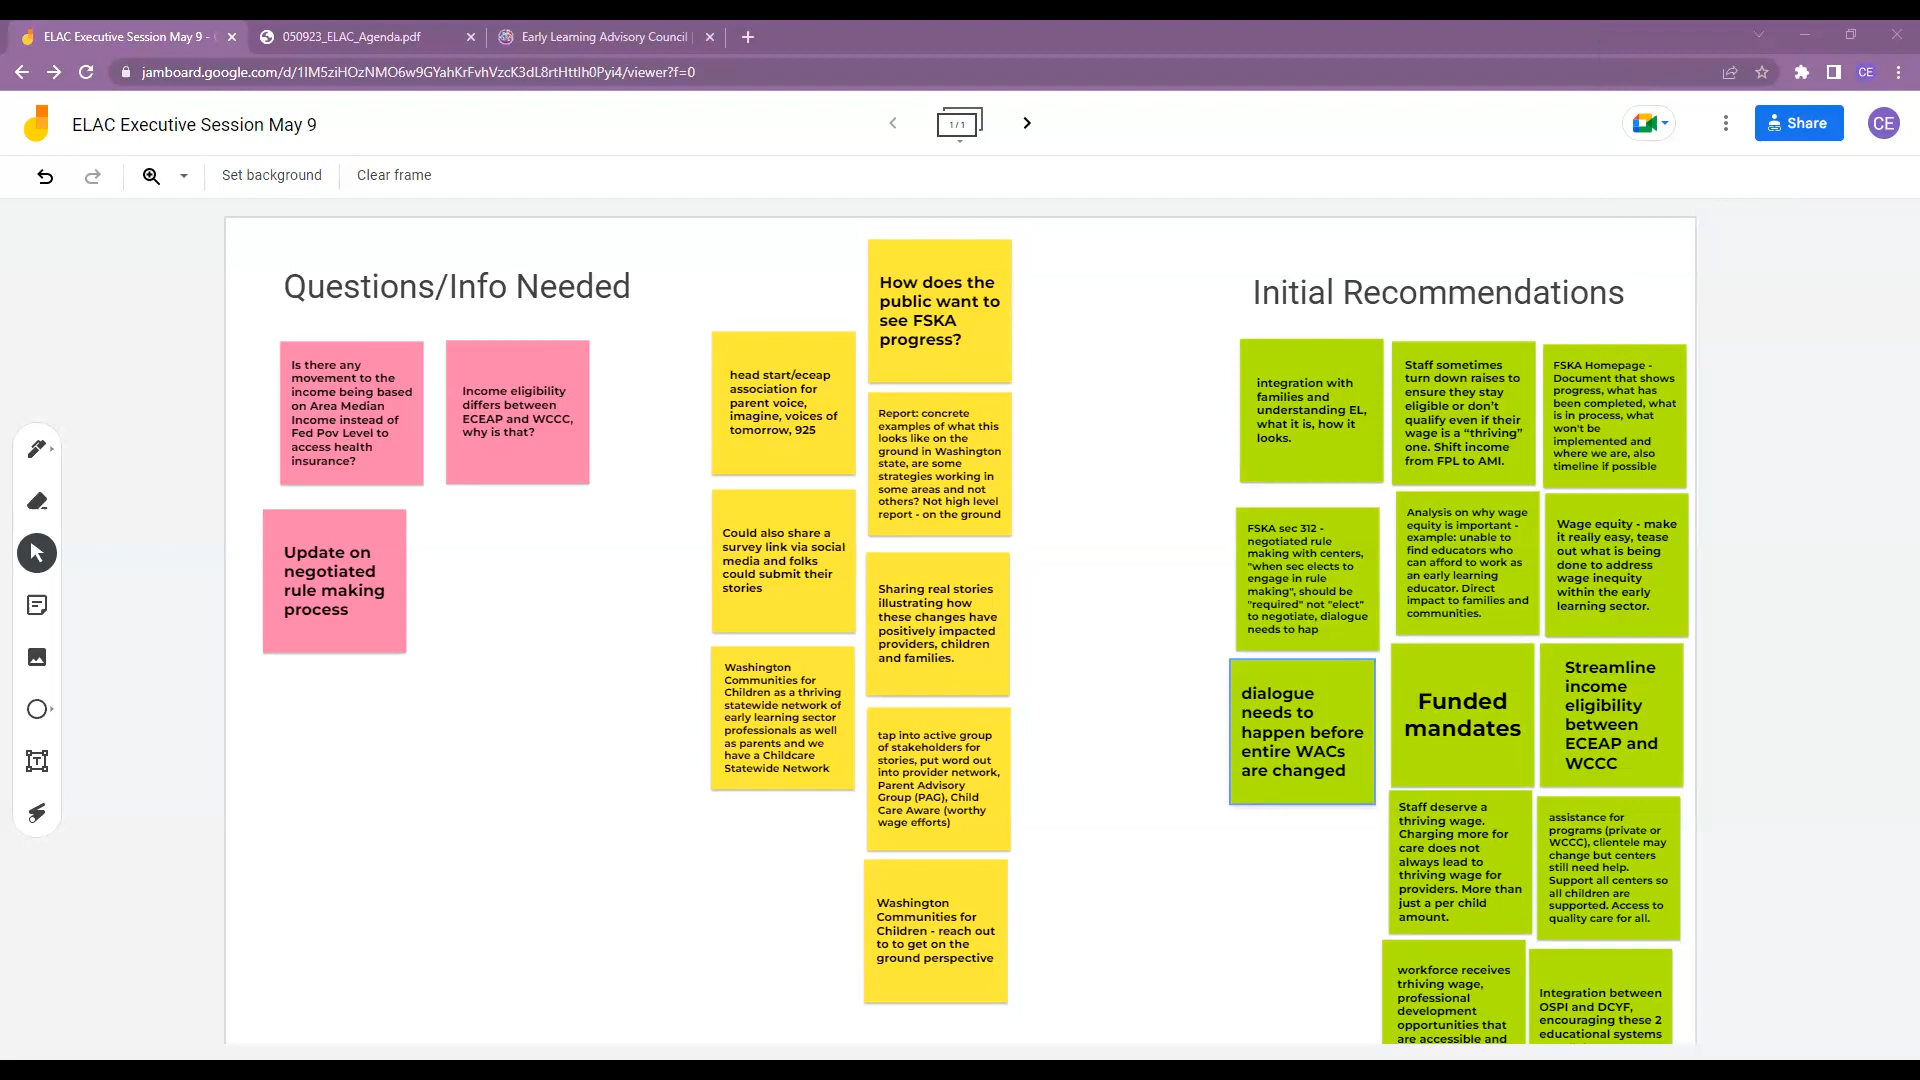 ELAC Executive Session May 9 -
050923_ELAC_Agenda.pdf
Early Learning Advisory Council
jamboard.google.com/d/1IM5ziHOzNMO6w9GYahKrFvhVzcK3dL8rtHttIh0Pyi4/viewer?f=0
CE
ELAC Executive Session May 9
1/1
Share
CE
Set background
Clear frame
Questions/Info Needed
Is there any
movement to the
income being based
on Area Median
Income instead of
Fed Pov Level to
access health
insurance?
Income eligibility
differs between
ECEAP and WCCC,
why is that?
Update on
negotiated
rule making
process
head start/eceap
association for
parent voice,
imagine, voices of
tomorrow, 925
Could also share a
survey link via social
media and folks
could submit their
stories
Washington
Communities for
Children as a thriving
statewide network of
early learning sector
professionals as well
as parents and we
have a Childcare
Statewide Network
How does the
public want to
see FSKA
progress?
Report: concrete
examples of what this
looks like on the
ground in Washington
state, are some
strategies working in
some areas and not
others? Not high level
report - on the ground
Sharing real stories
illustrating how
these changes have
positively impacted
providers, children
and families.
tap into active group
of stakeholders for
stories, put word out
into provider network,
Parent Advisory
Group (PAG), Child
Care Aware (worthy
wage efforts)
Washington
Communities for
Children - reach out
to to get on the
ground perspective
Initial Recommendations
integration with
families and
understanding EL,
what it is, how it
looks.
Staff sometimes
turn down raises to
ensure they stay
eligible or don't
qualify even if their
wage is a "thriving"
one. Shift income
from FPL to AMI.
FSKA Homepage -
Document that shows
progress, what has
been completed, what
is in process, what
won't be
implemented and
where we are, also
timeline if possible
FSKA sec 312 -
negotiated rule
making with centers,
"when sec elects to
engage in rule
making", should be
"required" not "elect"
to negotiate, dialogue
needs to hap
Analysis on why wage
equity is important -
example: unable to
find educators who
can afford to work as
an early learning
educator. Direct
impact to families and
communities.
Wage equity - make
it really easy, tease
out what is being
done to address
wage inequity
within the early
learning sector.
dialogue
needs to
happen before
entire WACs
are changed
Funded
mandates
Streamline
income
eligibility
between
ECEAP and
WCCC
Staff deserve a
thriving wage.
Charging more for
care does not
always lead to
thriving wage for
providers. More than
just a per child
amount.
assistance for
programs (private or
WCCC), clientele may
change but centers
still need help.
Support all centers so
all children are
supported. Access to
quality care for all.
workforce receives
trhiving wage,
professional
development
opportunities that
are accessible and
Integration between
OSPI and DCYF,
encouraging these 2
educational systems